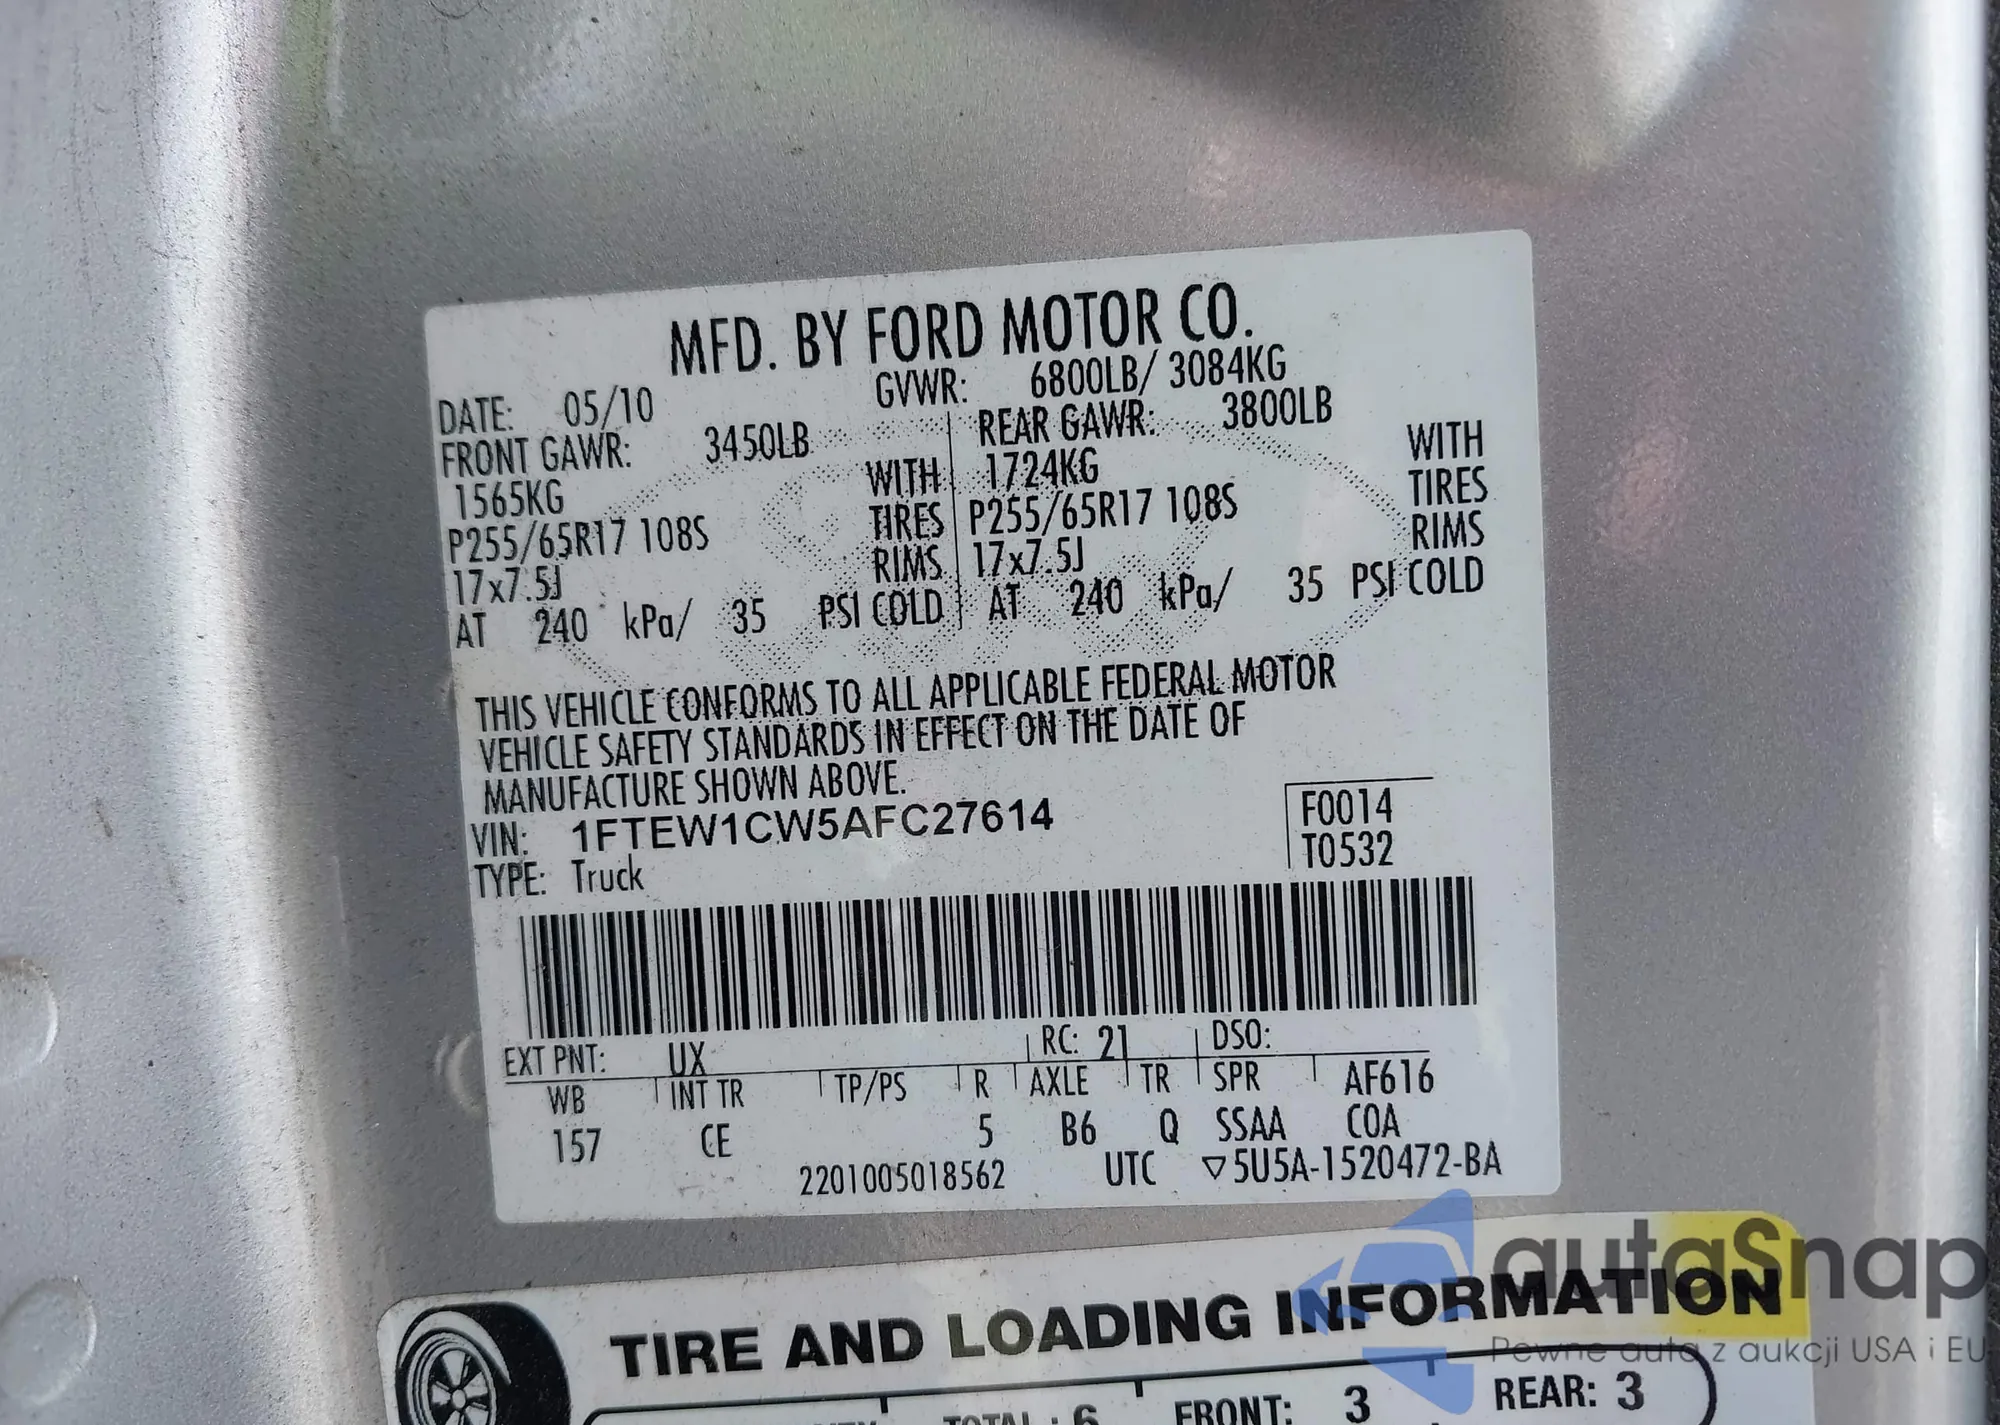 MFD. BY FORD MOTOR CO.
DATE: 05/10 GVWR: 6800LB/ 3084KG
FRONT GAWR: 3450LB REAR GAWR: 3800LB
1565KG WITH 1724KG WITH
P255/65R17 108S TIRES P255/65R17 108S TIRES
17x7.5J RIMS 17x7.5J RIMS
AT 240 kPa/ 35 PSI COLD AT 240 kPa/ 35 PSI COLD
THIS VEHICLE CONFORMS TO ALL APPLICABLE FEDERAL MOTOR
VEHICLE SAFETY STANDARDS IN EFFECT ON THE DATE OF
MANUFACTURE SHOWN ABOVE.
VIN: 1FTEW1CW5AFC27614 F0014
TYPE: Truck T0532
EXT PNT: UX RC: 21 DSO:
WB INT TR TP/PS R AXLE TR SPR AF616
157 CE 5 B6 Q SSAA COA
2201005018562 UTC ▽5U5A-1520472-BA
autaSnap
TIRE AND LOADING INFORMATION
Pewne auta z aukcji USA i EU
TOTAL: 6 FRONT: 3 REAR: 3